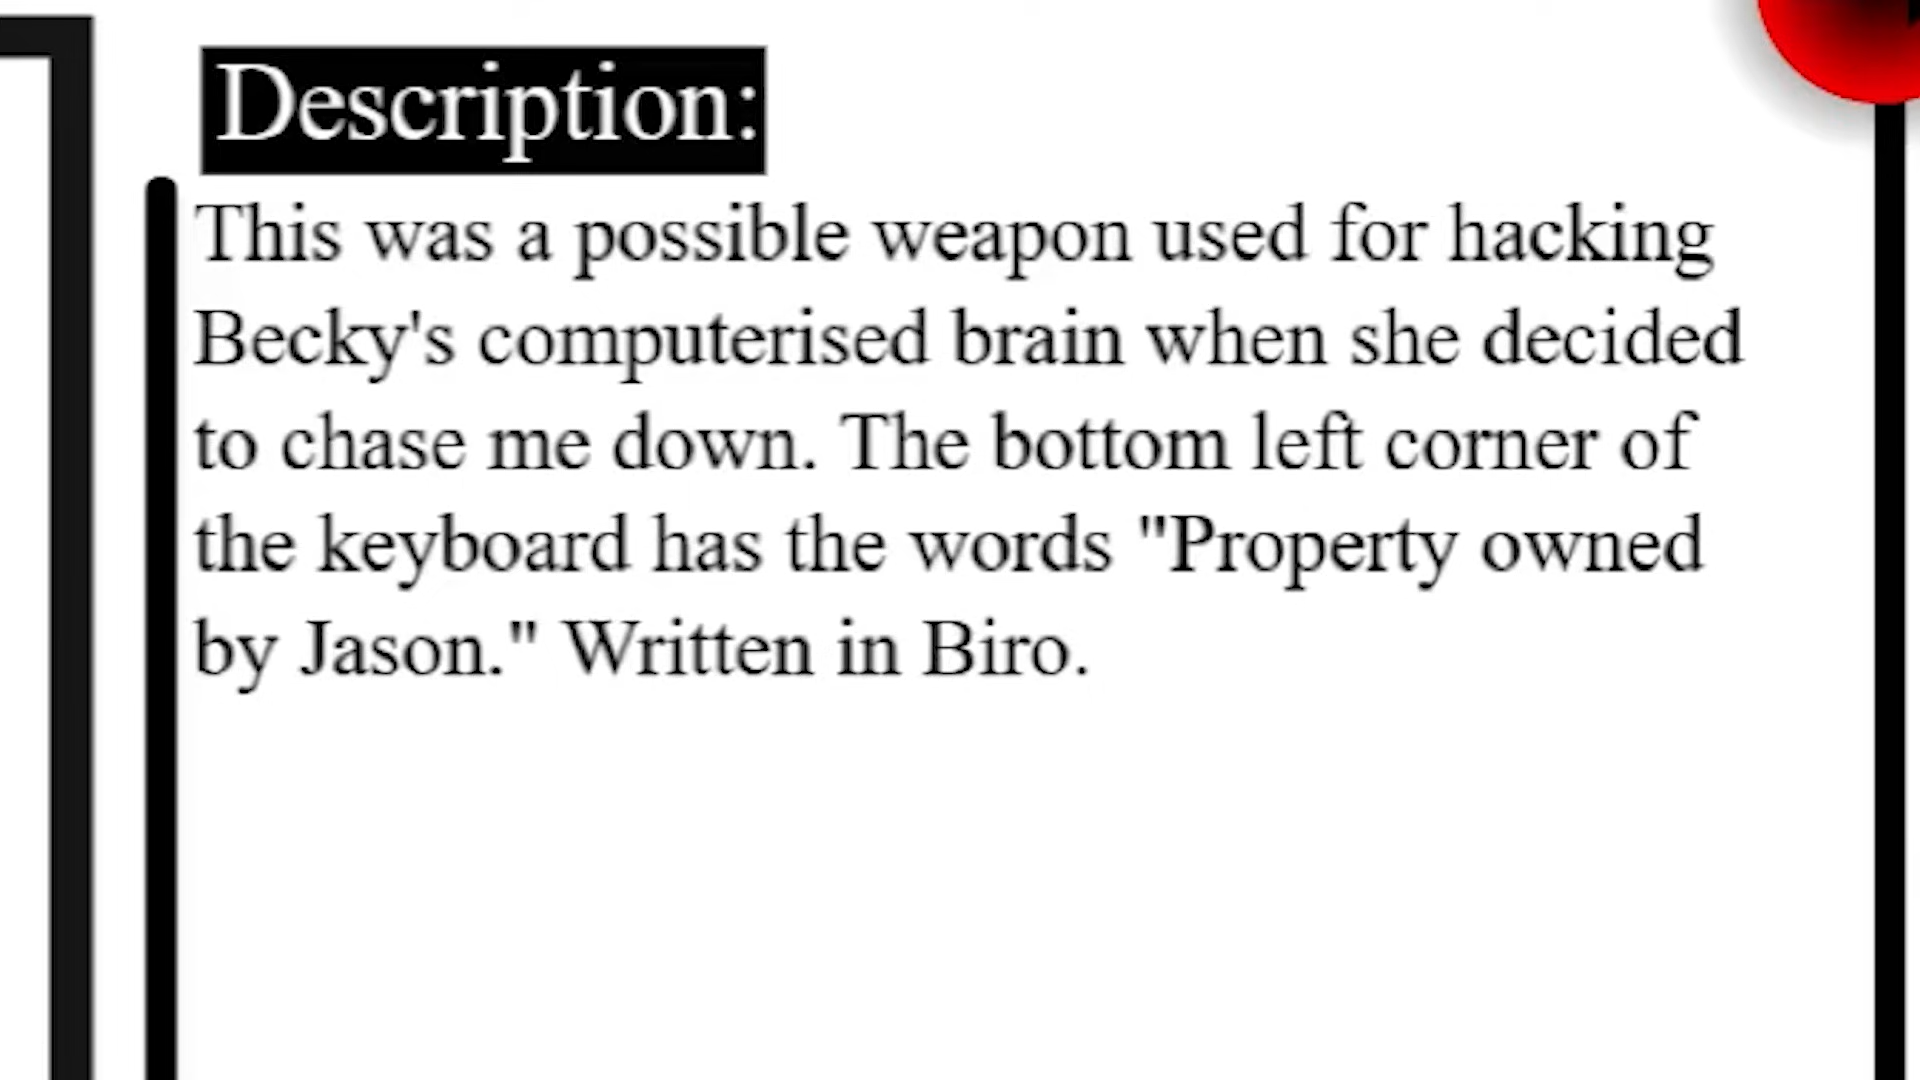 Description:
This was a possible weapon used for hacking
Becky's computerised brain when she decided
to chase me down. The bottom left corner of
the keyboard has the words "Property owned
by Jason." Written in Biro.